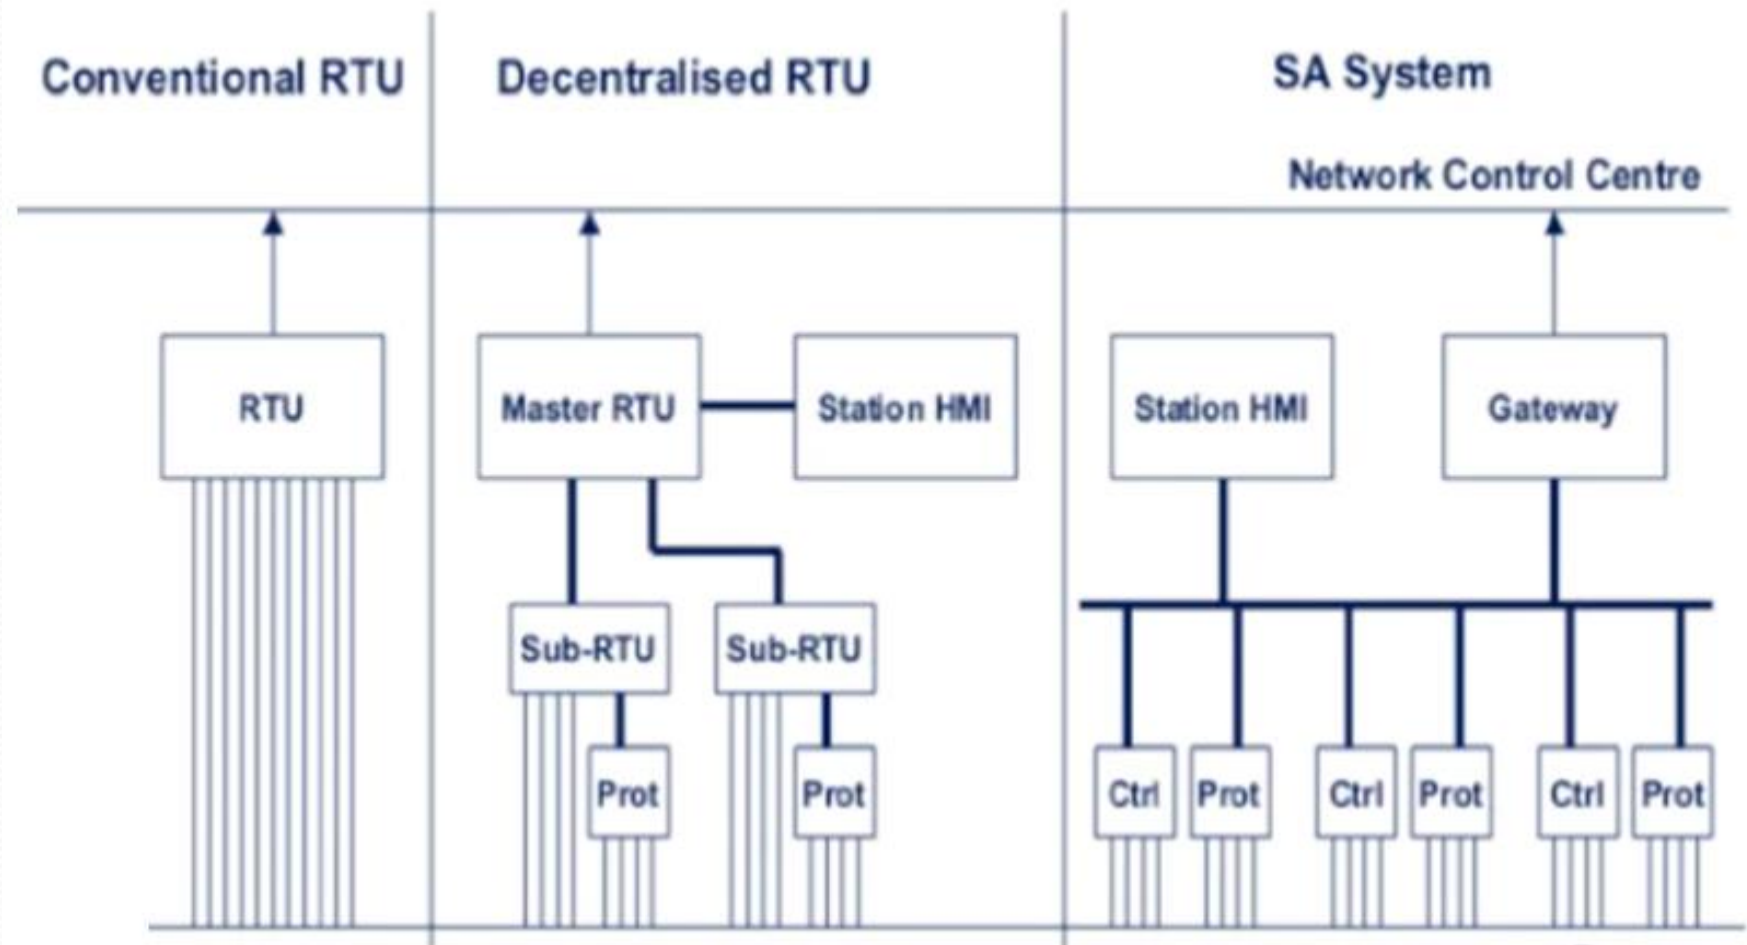 Conventional RTU
Decentralised RTU
SA System
Network Control Centre
RTU
Master RTU
Station HMI
Station HMI
Gateway
Sub-RTU
Sub-RTU
Prot
Prot
Ctrl
Prot
Ctrl
Prot
Ctrl
Prot